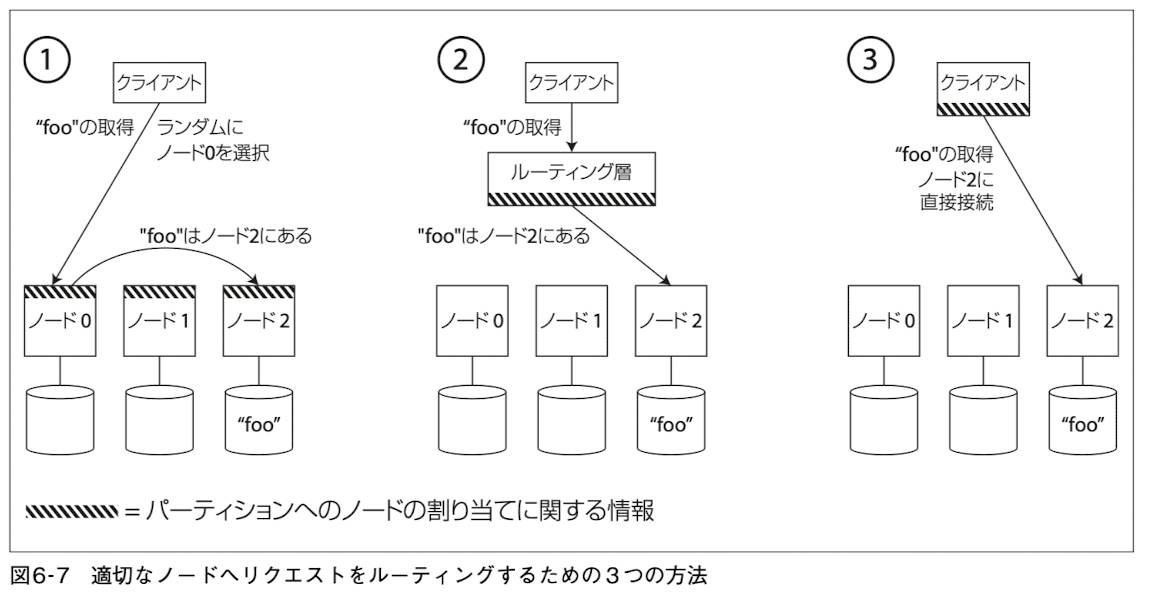 ①
クライアント
“foo"の取得
ランダムに
ノード0を選択
"foo"はノード2にある
ノード0
ノード1
ノード2
“foo”
②
クライアント
“foo"の取得
ルーティング層
"foo"はノード2にある
ノード0
ノード1
ノード2
“foo”
③
クライアント
“foo"の取得
ノード2に
直接接続
ノード0
ノード1
ノード2
“foo”
= パーティションへのノードの割り当てに関する情報
図6-7　適切なノードへリクエストをルーティングするための3つの方法